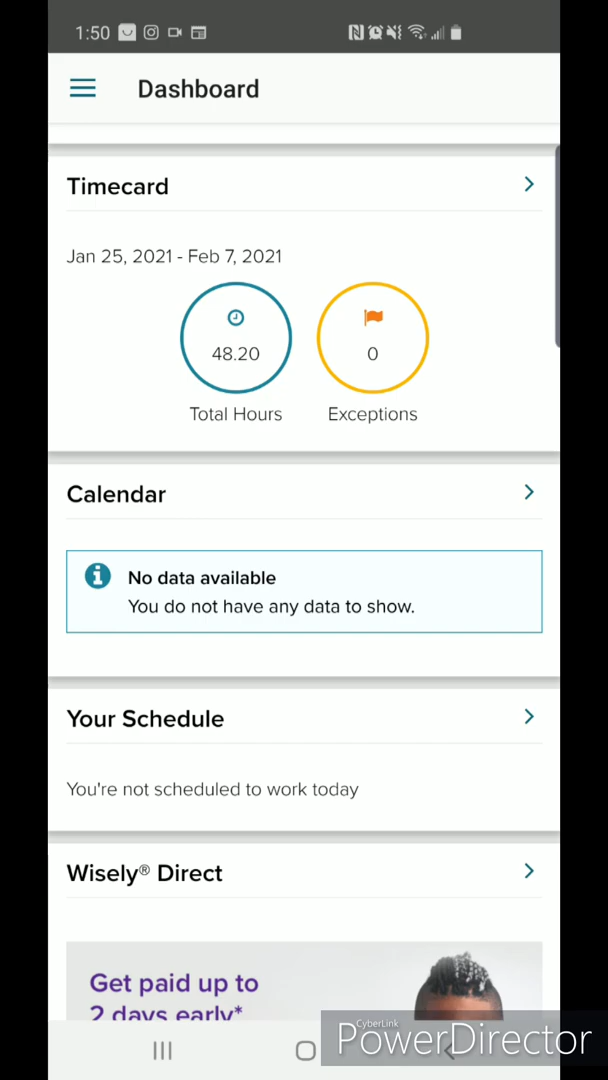 1:50
Dashboard
Timecard
Jan 25, 2021 - Feb 7, 2021
48.20
0
Total Hours
Exceptions
Calendar
No data available
You do not have any data to show.
Your Schedule
You're not scheduled to work today
Wisely® Direct
Get paid up to
2 days early*
CyberLink
PowerDirector